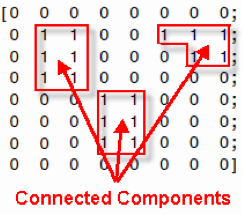 [0 0 0 0 0 0 0 0;
0 1 1 0 0 1 1 1;
0 1 1 0 0 0 1 1;
0 1 1 0 0 0 0 0;
0 0 0 1 1 0 0 0;
0 0 0 1 1 0 0 0;
0 0 0 1 1 0 0 0;
0 0 0 0 0 0 0 0]
Connected Components